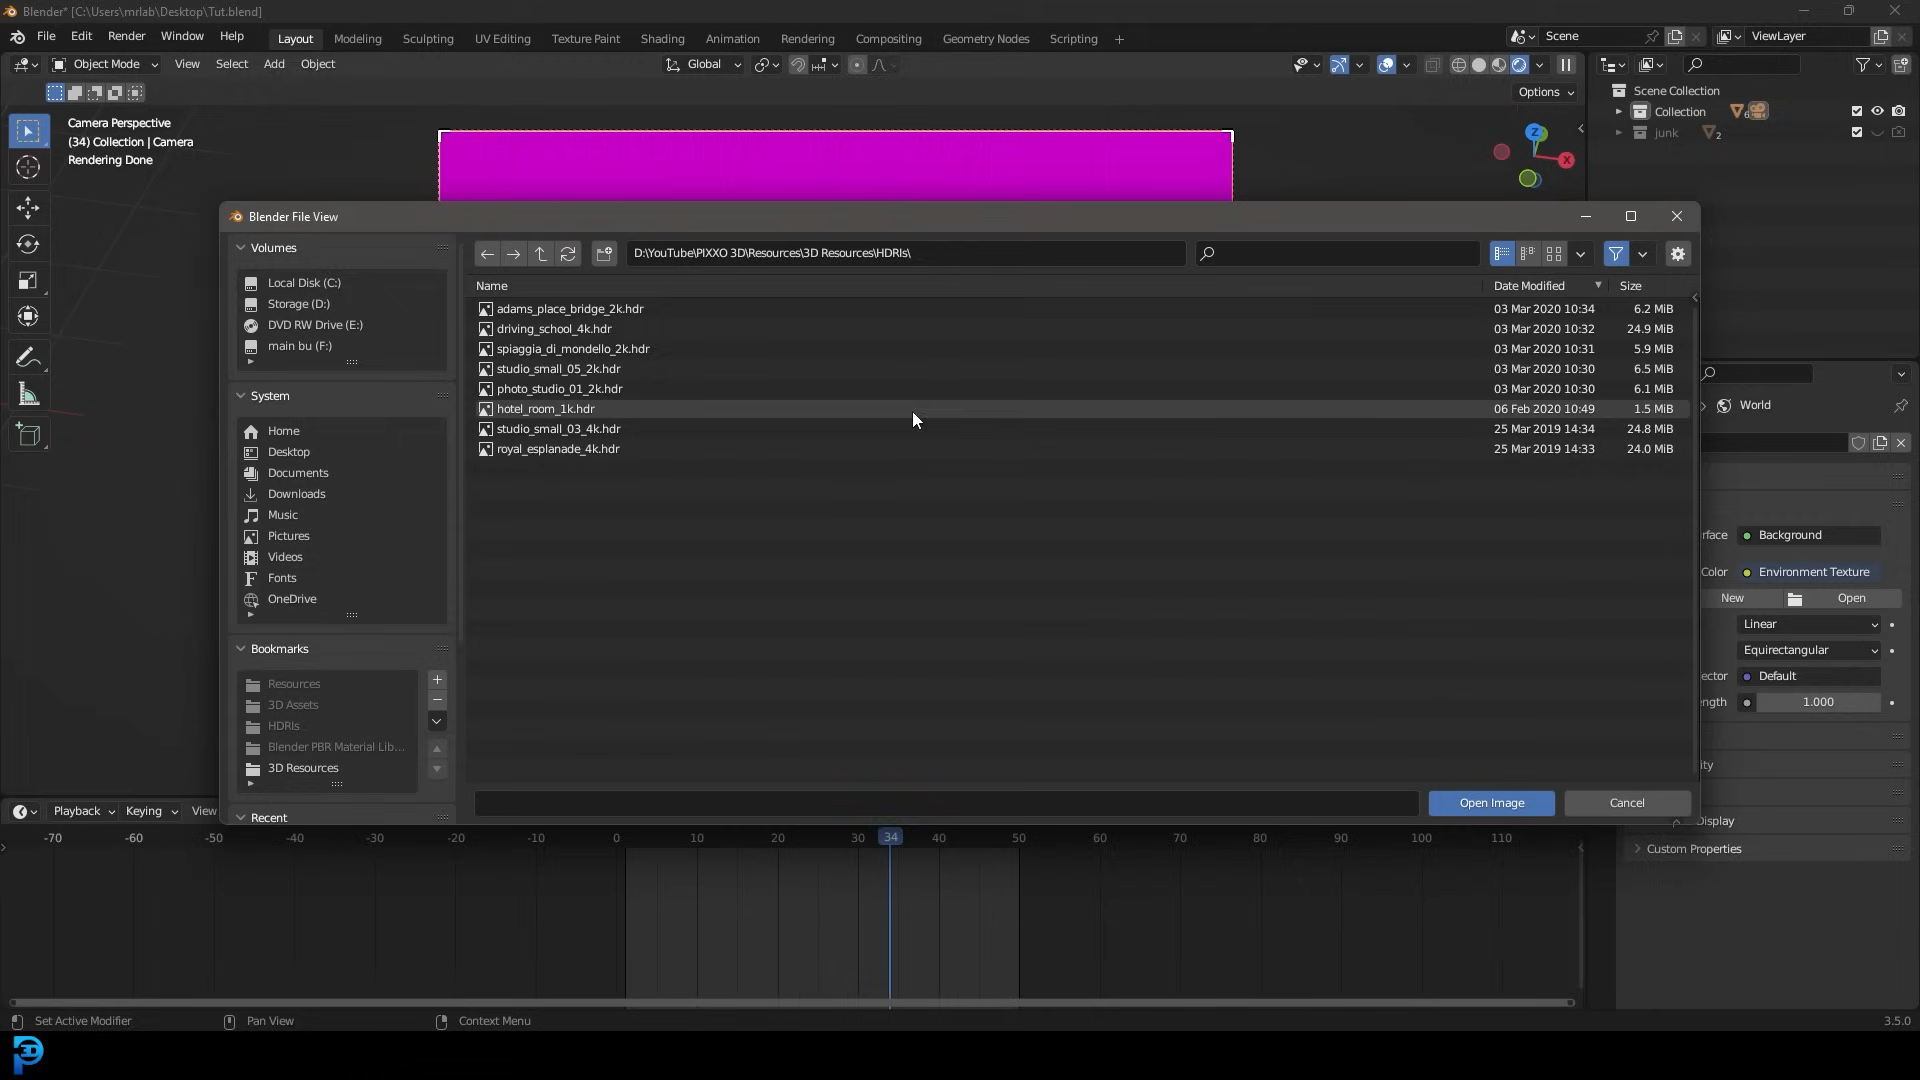 Blender* [C:\Users\mrlab\Desktop\Tut.blend]
File Edit Render Window Help Layout Modeling Sculpting UV Editing Texture Paint Shading Animation Rendering Compositing Geometry Nodes Scripting + Scene ViewLayer
Object Mode View Select Add Object Global
Options
Camera Perspective
(34) Collection | Camera
Rendering Done
Z
X
Scene Collection
Collection 6
junk 2
Blender File View
Volumes
Local Disk (C:)
Storage (D:)
DVD RW Drive (E:)
main bu (F:)
System
Home
Desktop
Documents
Downloads
Music
Pictures
Videos
Fonts
OneDrive
Bookmarks
Resources
3D Assets
HDRIs
Blender PBR Material Lib...
3D Resources
Recent
D:\YouTube\PIXXO 3D\Resources\3D Resources\HDRIs\
Name Date Modified Size
adams_place_bridge_2k.hdr 03 Mar 2020 10:34 6.2 MiB
driving_school_4k.hdr 03 Mar 2020 10:32 24.9 MiB
spiaggia_di_mondello_2k.hdr 03 Mar 2020 10:31 5.9 MiB
studio_small_05_2k.hdr 03 Mar 2020 10:30 6.5 MiB
photo_studio_01_2k.hdr 03 Mar 2020 10:30 6.1 MiB
hotel_room_1k.hdr 06 Feb 2020 10:49 1.5 MiB
studio_small_03_4k.hdr 25 Mar 2019 14:34 24.8 MiB
royal_esplanade_4k.hdr 25 Mar 2019 14:33 24.0 MiB
Open Image Cancel
World
rface Background
Color Environment Texture
New Open
Linear
Equirectangular
ector Default
ngth 1.000
ity
Display
Custom Properties
Playback Keying View
-70 -60 -50 -40 -30 -20 -10 0 10 20 30 34 40 50 60 70 80 90 100 110
Set Active Modifier Pan View Context Menu 3.5.0
3D